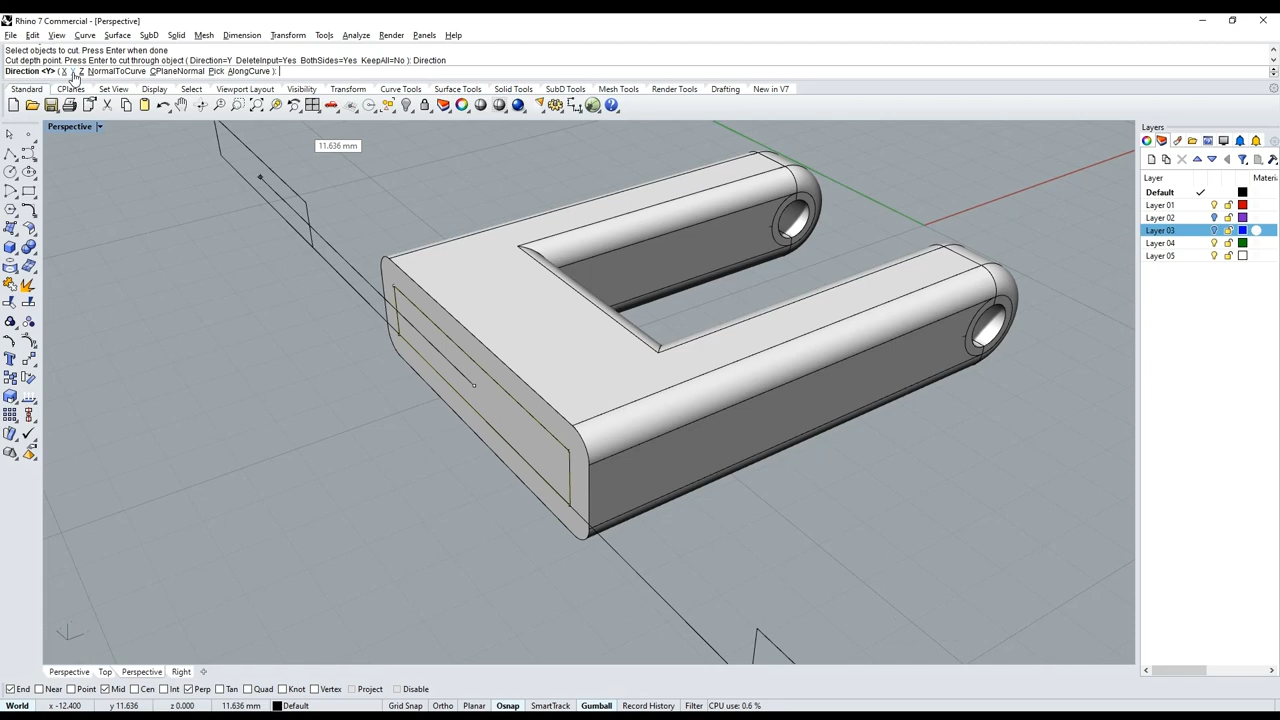 Rhino 7 Commercial - [Perspective]
File Edit View Curve Surface SubD Solid Mesh Dimension Transform Tools Analyze Render Panels Help
Select objects to cut. Press Enter when done
Cut depth point. Press Enter to cut through object ( Direction=Y DeleteInput=Yes BothSides=Yes KeepAll=No ): Direction
Direction <Y> ( X Y Z NormalToCurve CPlaneNormal Pick AlongCurve ):
Standard CPlanes Set View Display Select Viewport Layout Visibility Transform Curve Tools Surface Tools Solid Tools SubD Tools Mesh Tools Render Tools Drafting New in V7
Perspective
Layers
11.636 mm
Layer Materi
Default
Layer 01
Layer 02
Layer 03
Layer 04
Layer 05
Perspective Top Perspective Right
End Near Point Mid Cen Int Perp Tan Quad Knot Vertex Project Disable
World x -12.400 y 11.636 z 0.000 11.636 mm Default Grid Snap Ortho Planar Osnap SmartTrack Gumball Record History Filter CPU use: 0.6 %